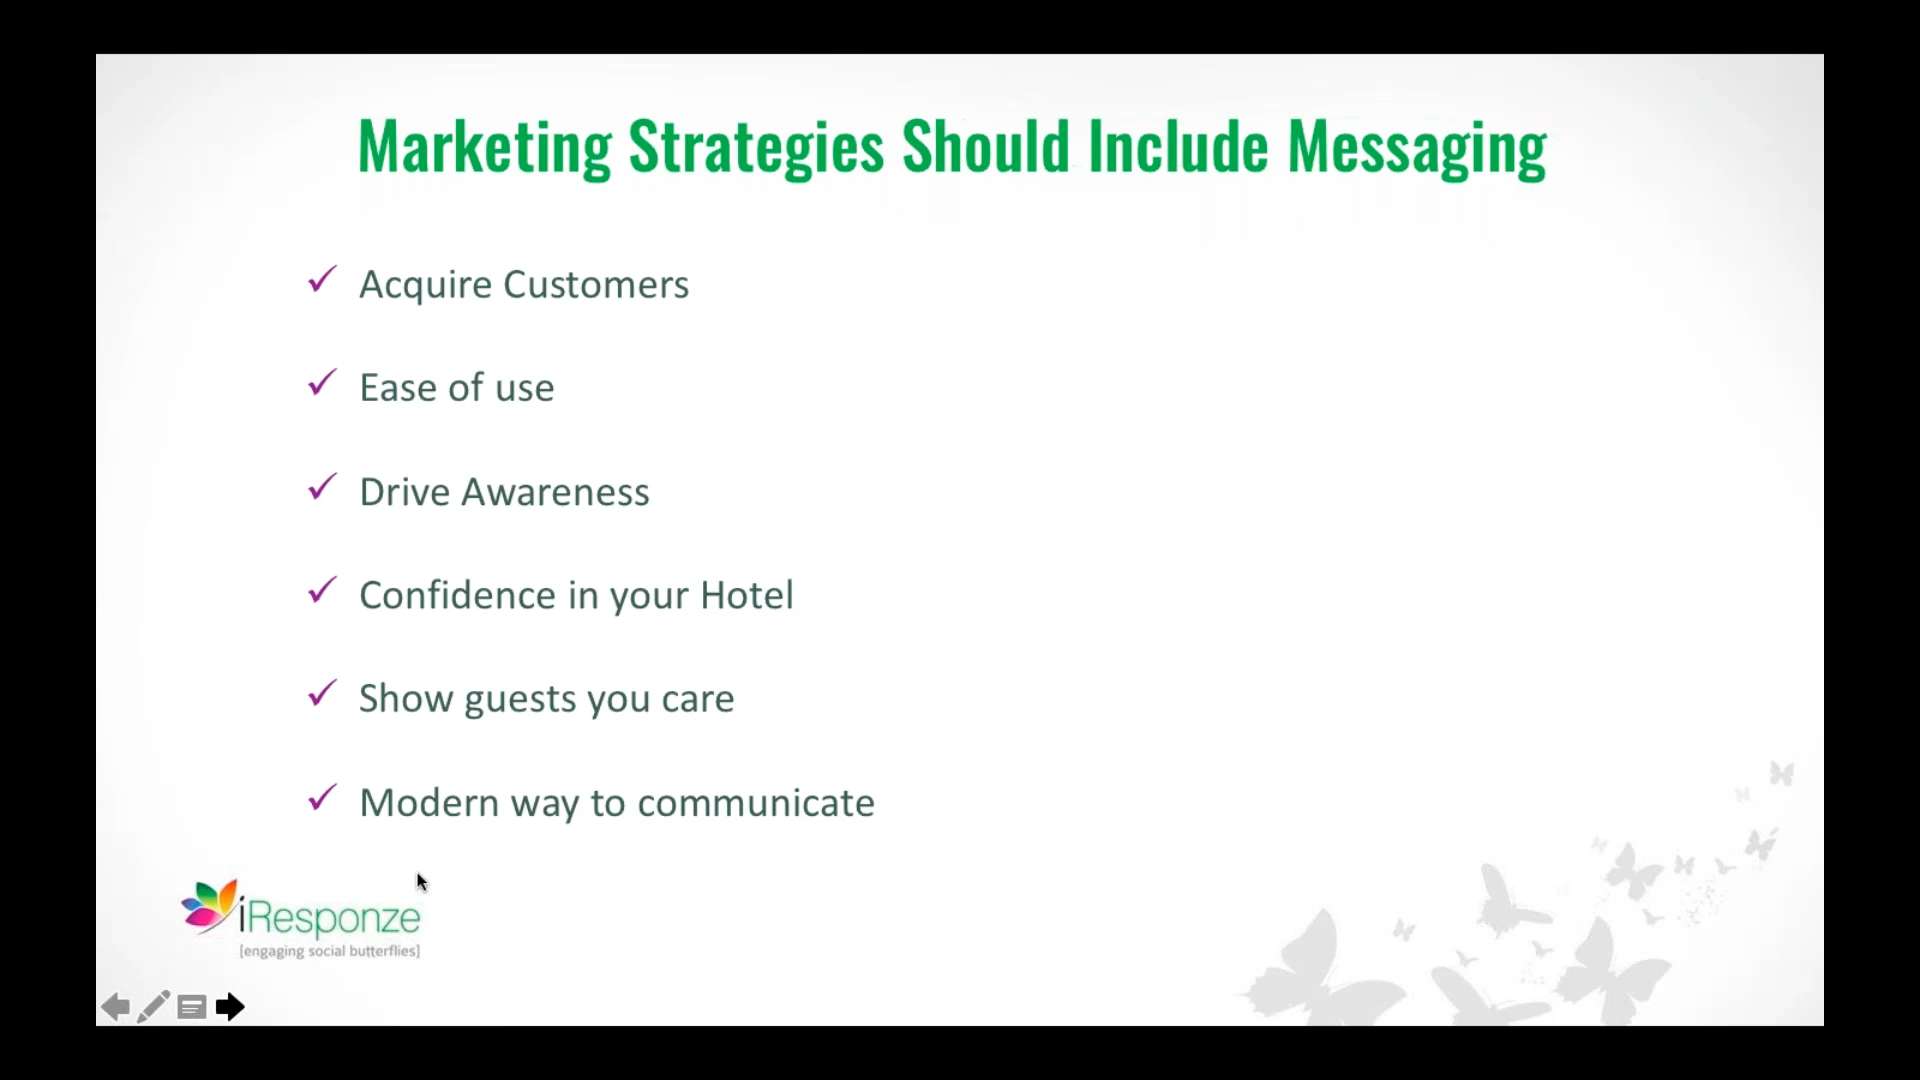 Marketing Strategies Should Include Messaging
Acquire Customers
Ease of use
Drive Awareness
Confidence in your Hotel
Show guests you care
Modern way to communicate
iResponze
[engaging social butterflies]